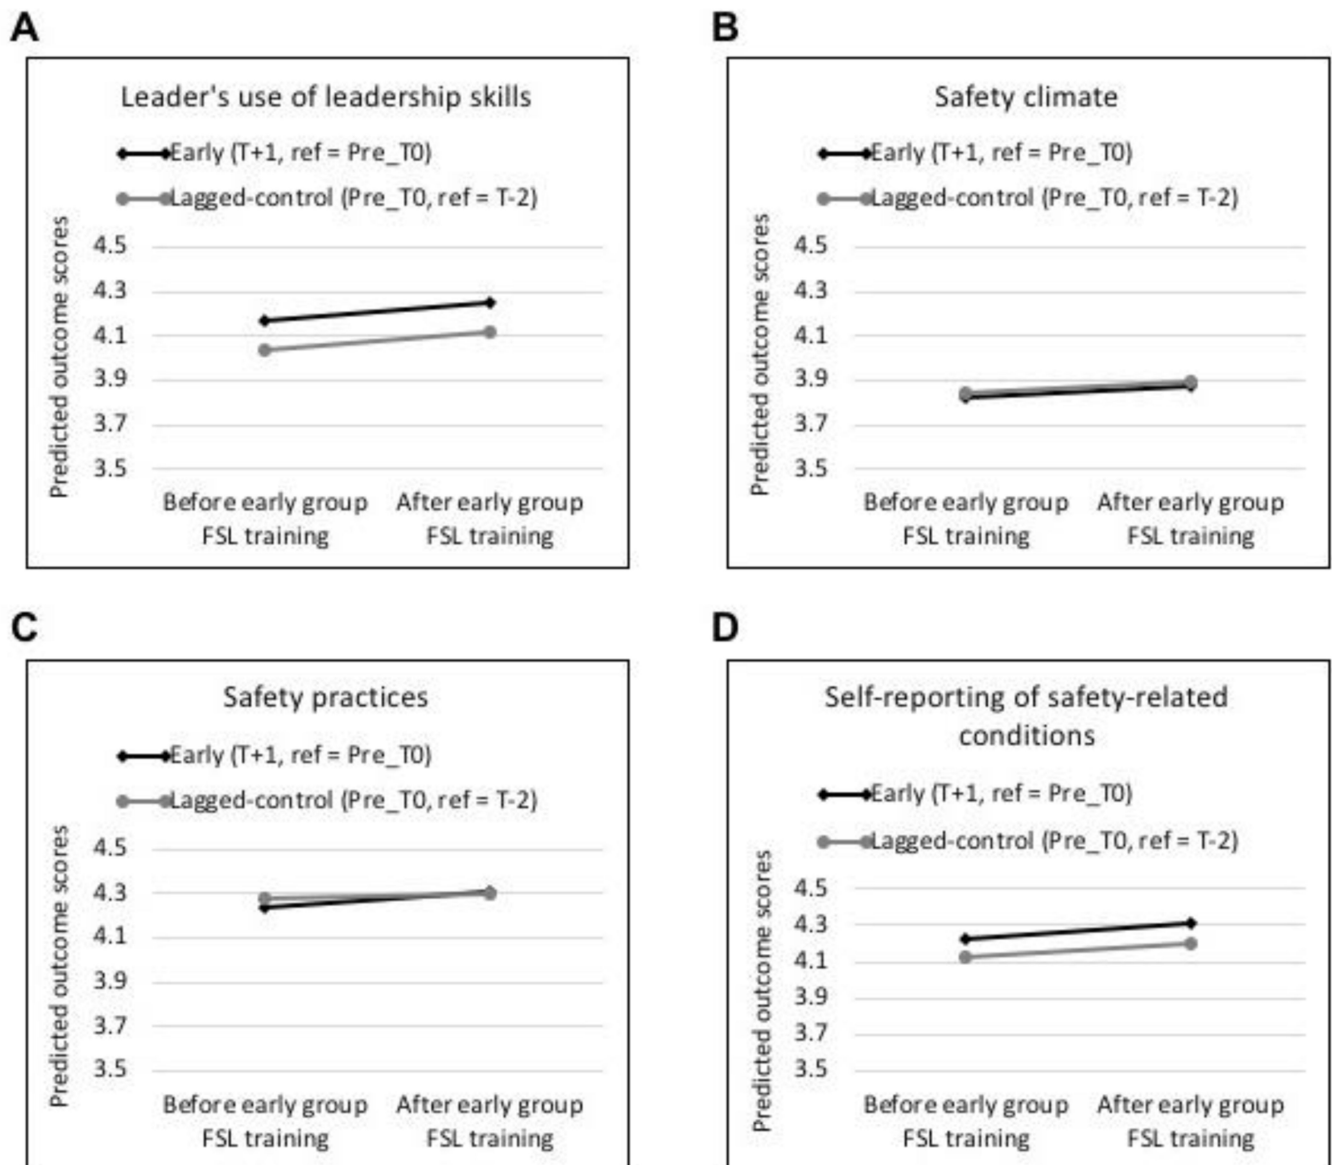 A
Leader's use of leadership skills
Early (T+1, ref = Pre_T0)
Lagged-control (Pre_T0, ref = T-2)
Predicted outcome scores
4.5
4.3
4.1
3.9
3.7
3.5
Before early group FSL training
After early group FSL training
B
Safety climate
Early (T+1, ref = Pre_T0)
Lagged-control (Pre_T0, ref = T-2)
Predicted outcome scores
4.5
4.3
4.1
3.9
3.7
3.5
Before early group FSL training
After early group FSL training
C
Safety practices
Early (T+1, ref = Pre_T0)
Lagged-control (Pre_T0, ref = T-2)
Predicted outcome scores
4.5
4.3
4.1
3.9
3.7
3.5
Before early group FSL training
After early group FSL training
D
Self-reporting of safety-related
conditions
Early (T+1, ref = Pre_T0)
Lagged-control (Pre_T0, ref = T-2)
Predicted outcome scores
4.5
4.3
4.1
3.9
3.7
3.5
Before early group FSL training
After early group FSL training